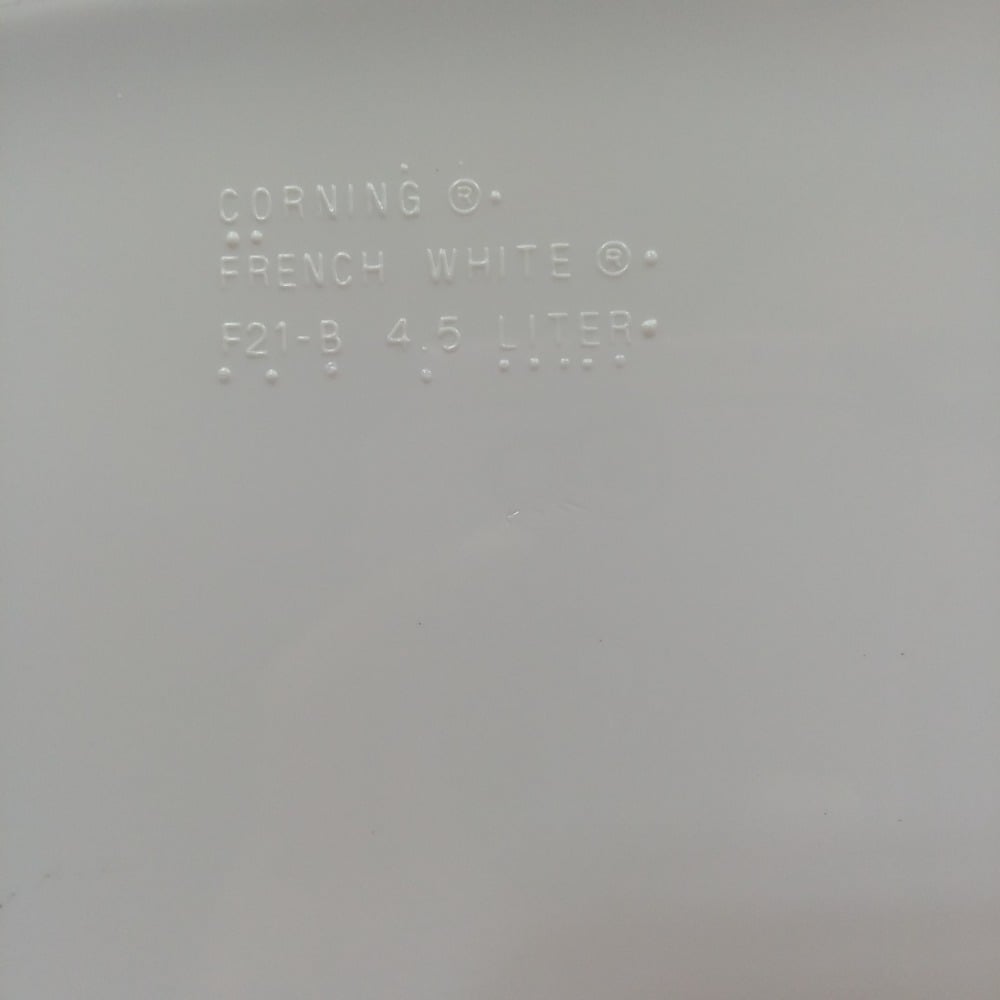 CORNING ®
FRENCH WHITE ®
F21-B 4.5 LITER